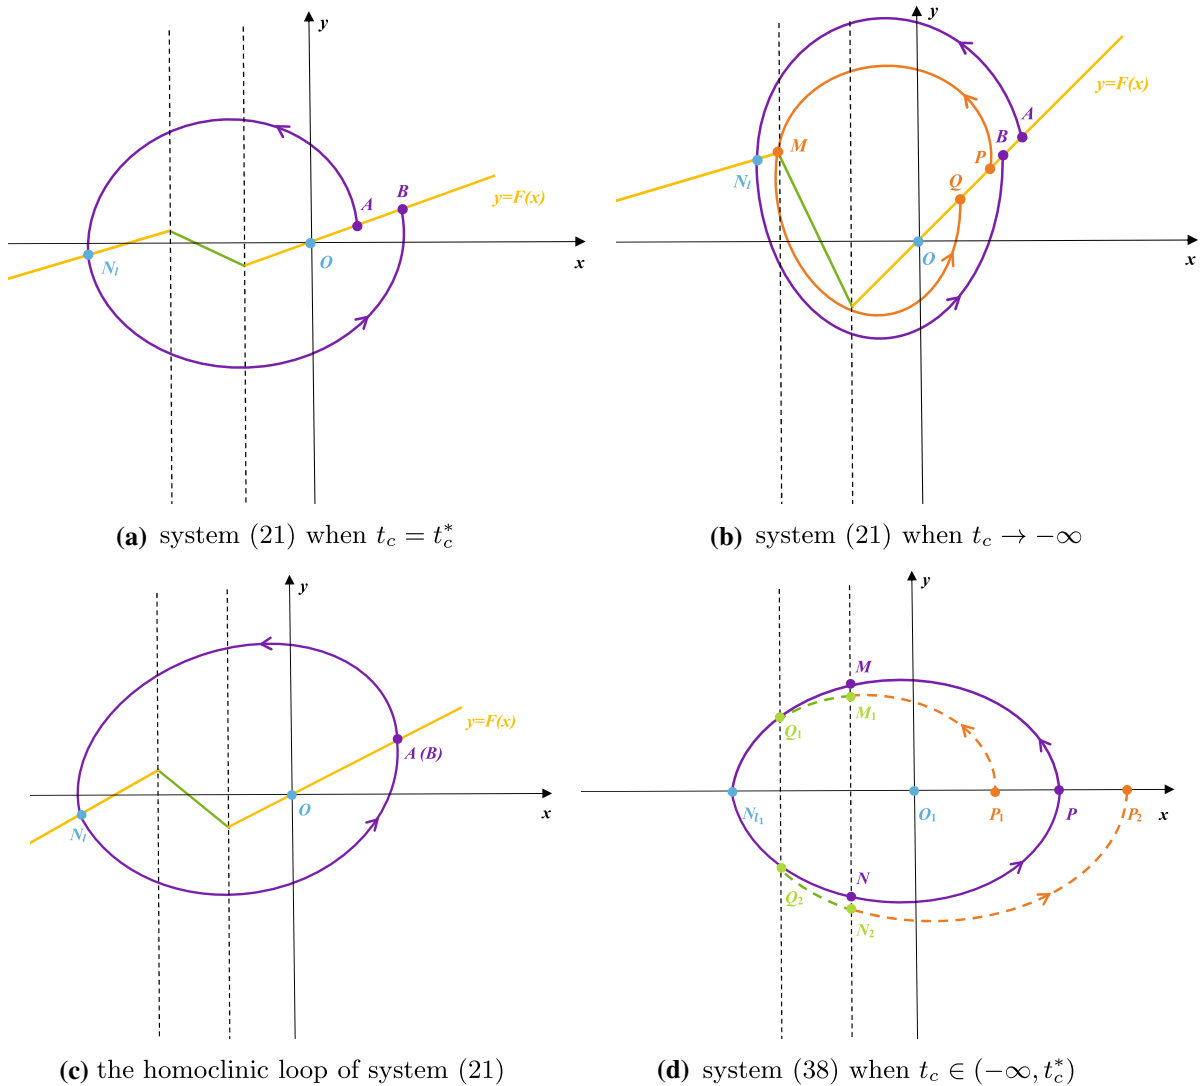 y
y=F(x)
A
B
N_l
O
x
(a) system (21) when t_c = t_c^*
y
y=F(x)
A
B
M
P
N_l
Q
O
x
(b) system (21) when t_c → −∞
y
y=F(x)
A (B)
O
x
N_l
(c) the homoclinic loop of system (21)
y
M
M_1
Q_1
N_{l_1}
O_1
P_1
P
P_2
x
Q_2
N
N_2
(d) system (38) when t_c ∈ (−∞, t_c^*)